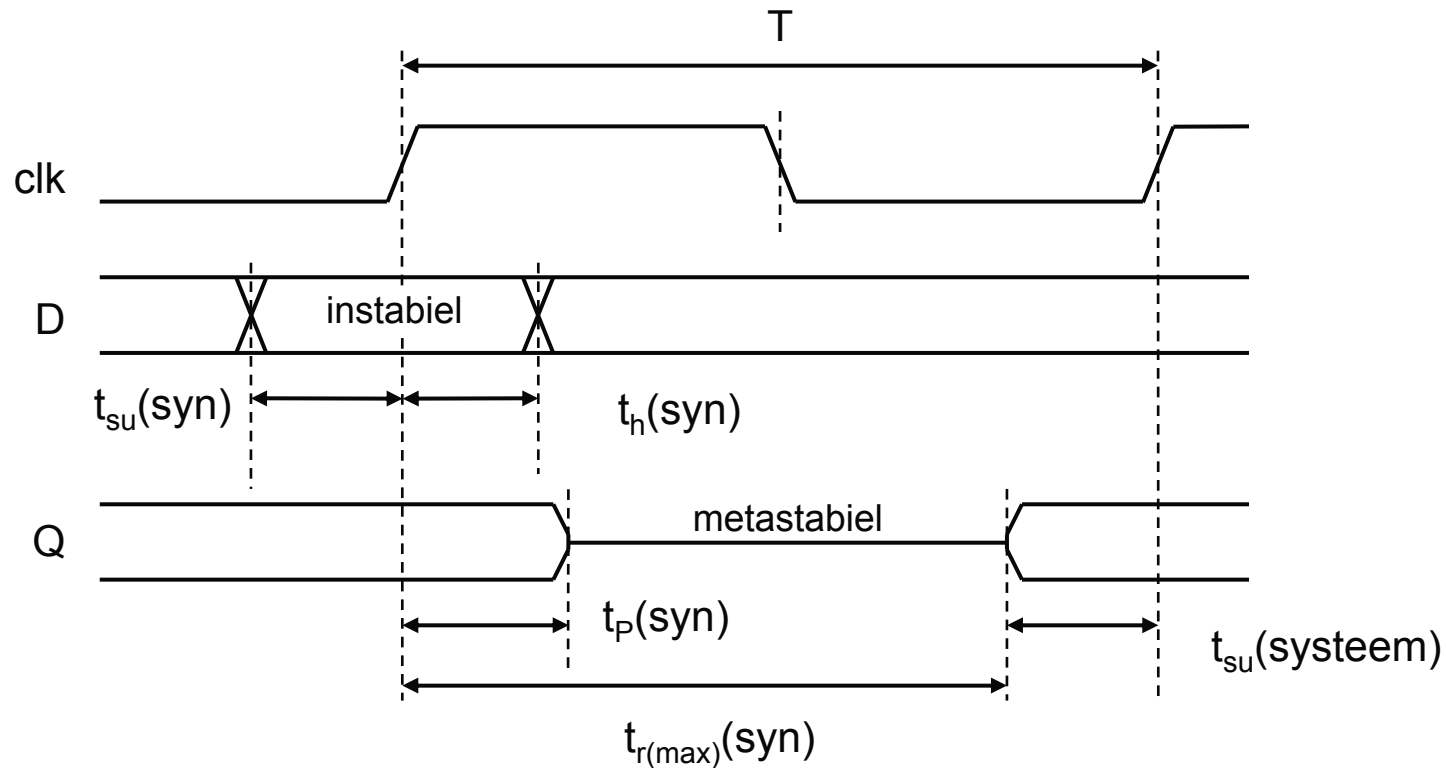 T
clk
D
instabiel
tsu(syn)
th(syn)
Q
metastabiel
tP(syn)
tsu(systeem)
tr(max)(syn)